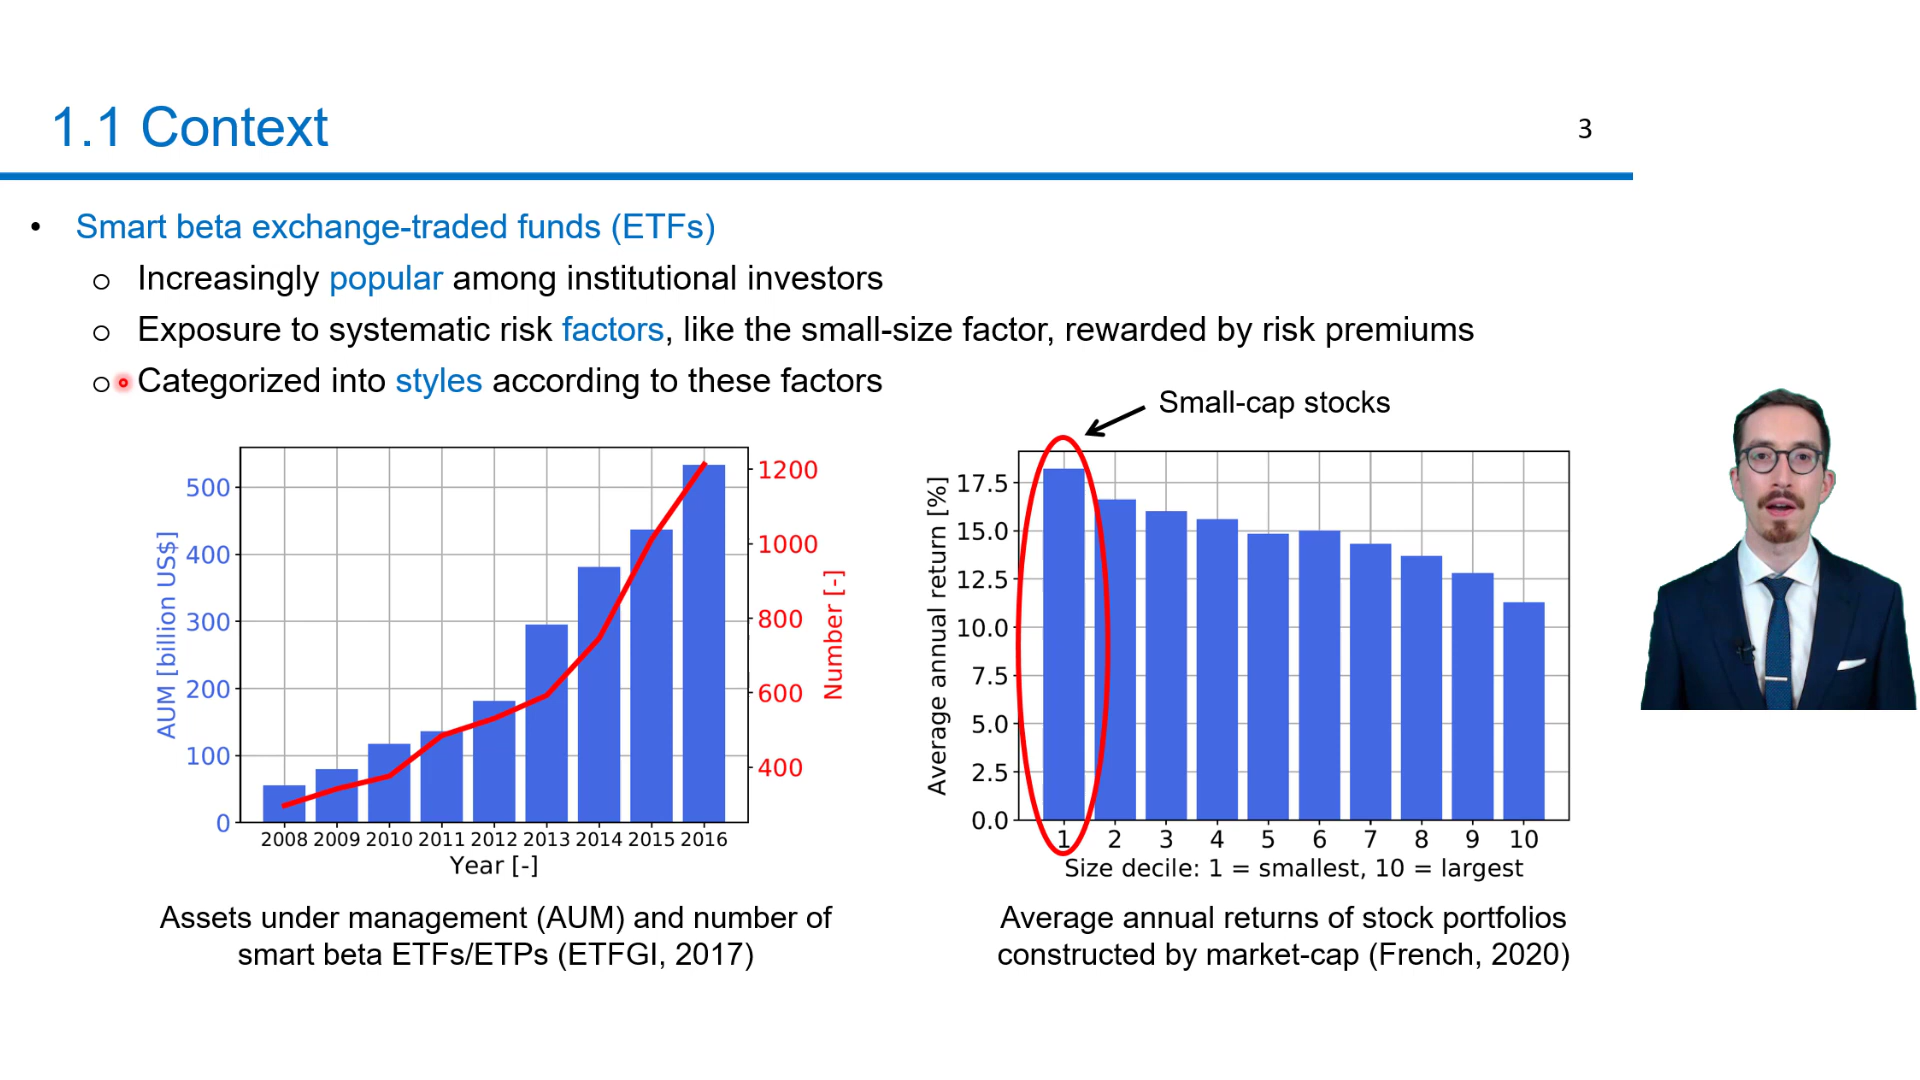 1.1 Context
3
• Smart beta exchange-traded funds (ETFs)
o Increasingly popular among institutional investors
o Exposure to systematic risk factors, like the small-size factor, rewarded by risk premiums
o Categorized into styles according to these factors
Small-cap stocks
AUM [billion US$]
500
400
300
200
100
0
1200
1000
800
600
400
Number [-]
2008 2009 2010 2011 2012 2013 2014 2015 2016
Year [-]
Assets under management (AUM) and number of
smart beta ETFs/ETPs (ETFGI, 2017)
Average annual return [%]
17.5
15.0
12.5
10.0
7.5
5.0
2.5
0.0
1 2 3 4 5 6 7 8 9 10
Size decile: 1 = smallest, 10 = largest
Average annual returns of stock portfolios
constructed by market-cap (French, 2020)